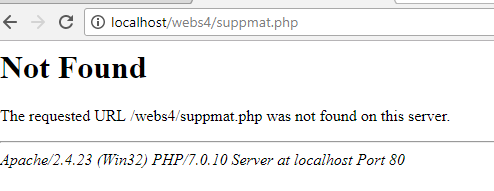 localhost/webs4/suppmat.php
Not Found
The requested URL /webs4/suppmat.php was not found on this server.
Apache/2.4.23 (Win32) PHP/7.0.10 Server at localhost Port 80